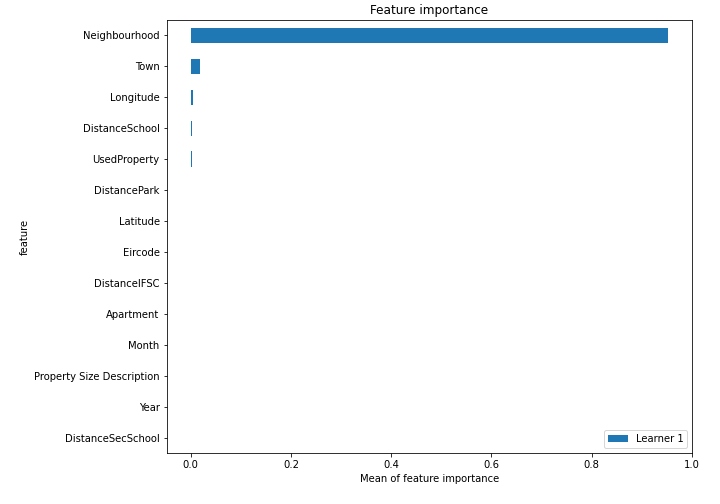 Feature importance
Neighbourhood
Town
Longitude
DistanceSchool
UsedProperty
DistancePark
Latitude
Eircode
DistanceIFSC
Apartment
Month
Property Size Description
Year
DistanceSecSchool
feature
Learner 1
0.0 0.2 0.4 0.6 0.8 1.0
Mean of feature importance